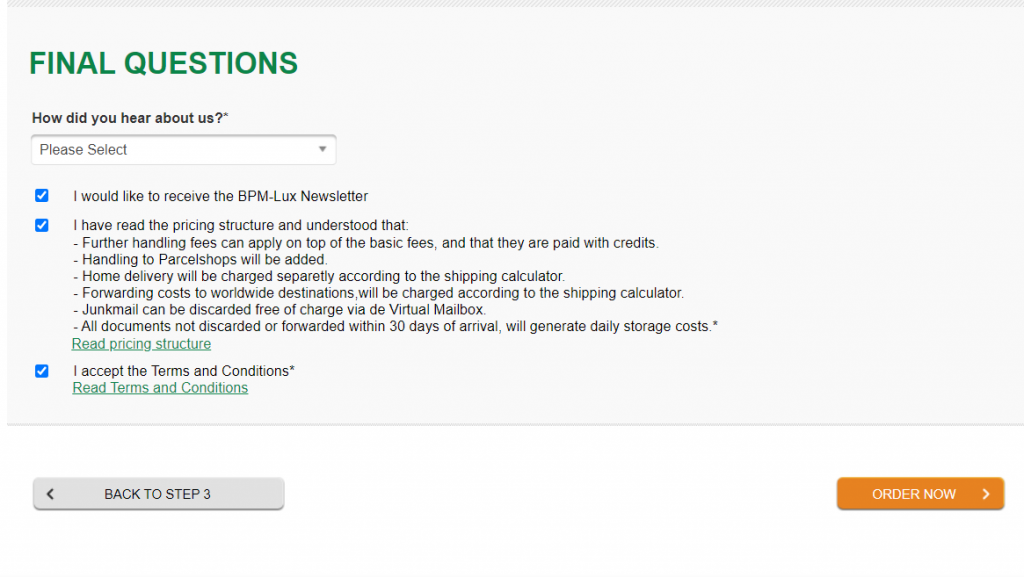 FINAL QUESTIONS
How did you hear about us?*
Please Select
I would like to receive the BPM-Lux Newsletter
I have read the pricing structure and understood that:
- Further handling fees can apply on top of the basic fees, and that they are paid with credits.
- Handling to Parcelshops will be added.
- Home delivery will be charged separetly according to the shipping calculator.
- Forwarding costs to worldwide destinations,will be charged according to the shipping calculator.
- Junkmail can be discarded free of charge via de Virtual Mailbox.
- All documents not discarded or forwarded within 30 days of arrival, will generate daily storage costs.*
Read pricing structure
I accept the Terms and Conditions*
Read Terms and Conditions
BACK TO STEP 3
ORDER NOW